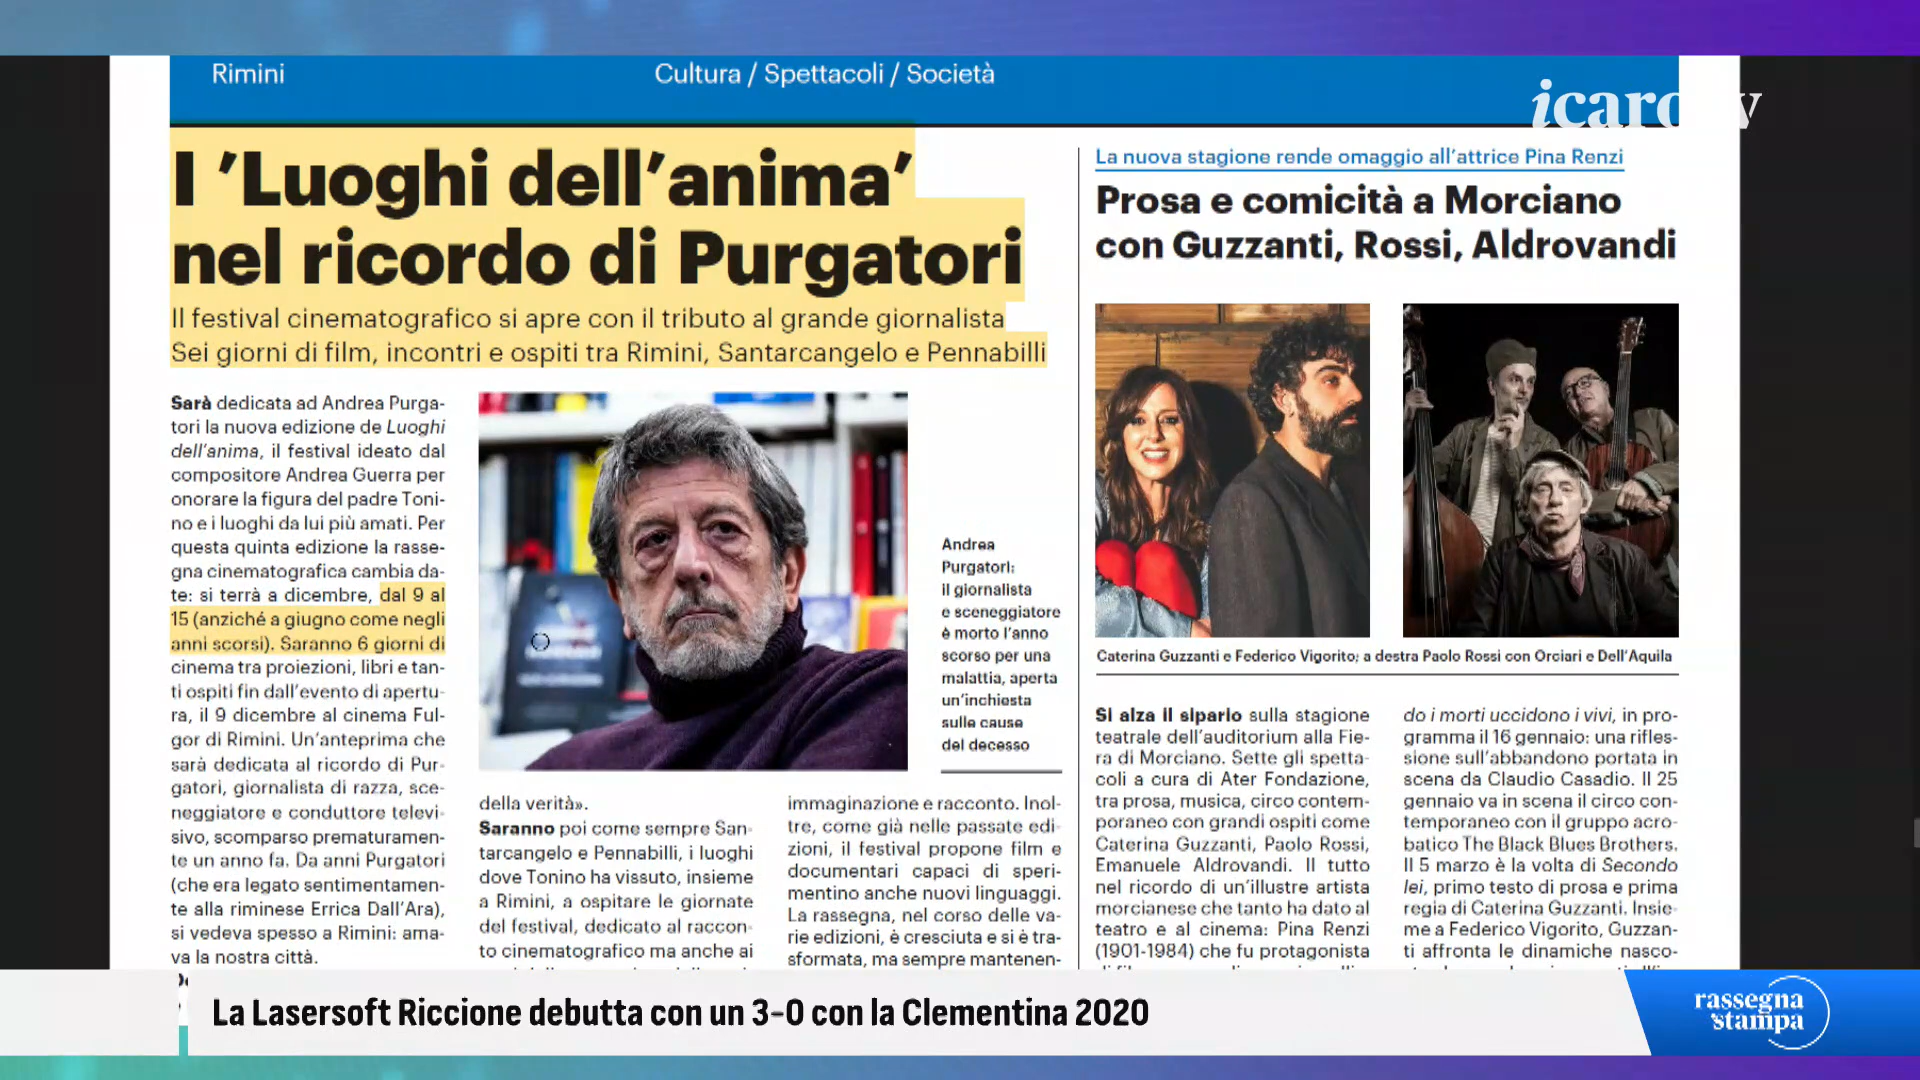 Rimini
Cultura / Spettacoli / Società
icaro
v
I ’Luoghi dell’anima’
nel ricordo di Purgatori
Il festival cinematografico si apre con il tributo al grande giornalista
Sei giorni di film, incontri e ospiti tra Rimini, Santarcangelo e Pennabilli
Sarà dedicata ad Andrea Purga-
tori la nuova edizione de Luoghi
dell’anima, il festival ideato dal
compositore Andrea Guerra per
onorare la figura del padre Toni-
no e i luoghi da lui più amati. Per
questa quinta edizione la rasse-
gna cinematografica cambia da-
te: si terrà a dicembre, dal 9 al
15 (anziché a giugno come negli
anni scorsi). Saranno 6 giorni di
cinema tra proiezioni, libri e tan-
ti ospiti fin dall’evento di apertu-
ra, il 9 dicembre al cinema Ful-
gor di Rimini. Un’anteprima che
sarà dedicata al ricordo di Pur-
gatori, giornalista di razza, sce-
neggiatore e conduttore televi-
sivo, scomparso prematuramen-
te un anno fa. Da anni Purgatori
(che era legato sentimentamen-
te alla riminese Errica Dall’Ara),
si vedeva spesso a Rimini: ama-
va la nostra città.
Andrea
Purgatori:
il giornalista
e sceneggiatore
è morto l’anno
scorso per una
malattia, aperta
un’inchiesta
sulle cause
del decesso
della verità».
Saranno poi come sempre San-
tarcangelo e Pennabilli, i luoghi
dove Tonino ha vissuto, insieme
a Rimini, a ospitare le giornate
del festival, dedicato al raccon-
to cinematografico ma anche ai
immaginazione e racconto. Inol-
tre, come già nelle passate edi-
zioni, il festival propone film e
documentari capaci di speri-
mentino anche nuovi linguaggi.
La rassegna, nel corso delle va-
rie edizioni, è cresciuta e si è tra-
sformata, ma sempre mantenen-
La nuova stagione rende omaggio all’attrice Pina Renzi
Prosa e comicità a Morciano
con Guzzanti, Rossi, Aldrovandi
Caterina Guzzanti e Federico Vigorito; a destra Paolo Rossi con Orciari e Dell’Aquila
Si alza il sipario sulla stagione
teatrale dell’auditorium alla Fie-
ra di Morciano. Sette gli spetta-
coli a cura di Ater Fondazione,
tra prosa, musica, circo contem-
poraneo con grandi ospiti come
Caterina Guzzanti, Paolo Rossi,
Emanuele Aldrovandi. Il tutto
nel ricordo di un’illustre artista
morcianese che tanto ha dato al
teatro e al cinema: Pina Renzi
(1901-1984) che fu protagonista
do i morti uccidono i vivi, in pro-
gramma il 16 gennaio: una rifles-
sione sull’abbandono portata in
scena da Claudio Casadio. Il 25
gennaio va in scena il circo con-
temporaneo con il gruppo acro-
batico The Black Blues Brothers.
Il 5 marzo è la volta di Secondo
lei, primo testo di prosa e prima
regia di Caterina Guzzanti. Insie-
me a Federico Vigorito, Guzzan-
ti affronta le dinamiche nasco-
La Lasersoft Riccione debutta con un 3-0 con la Clementina 2020
rassegna
stampa